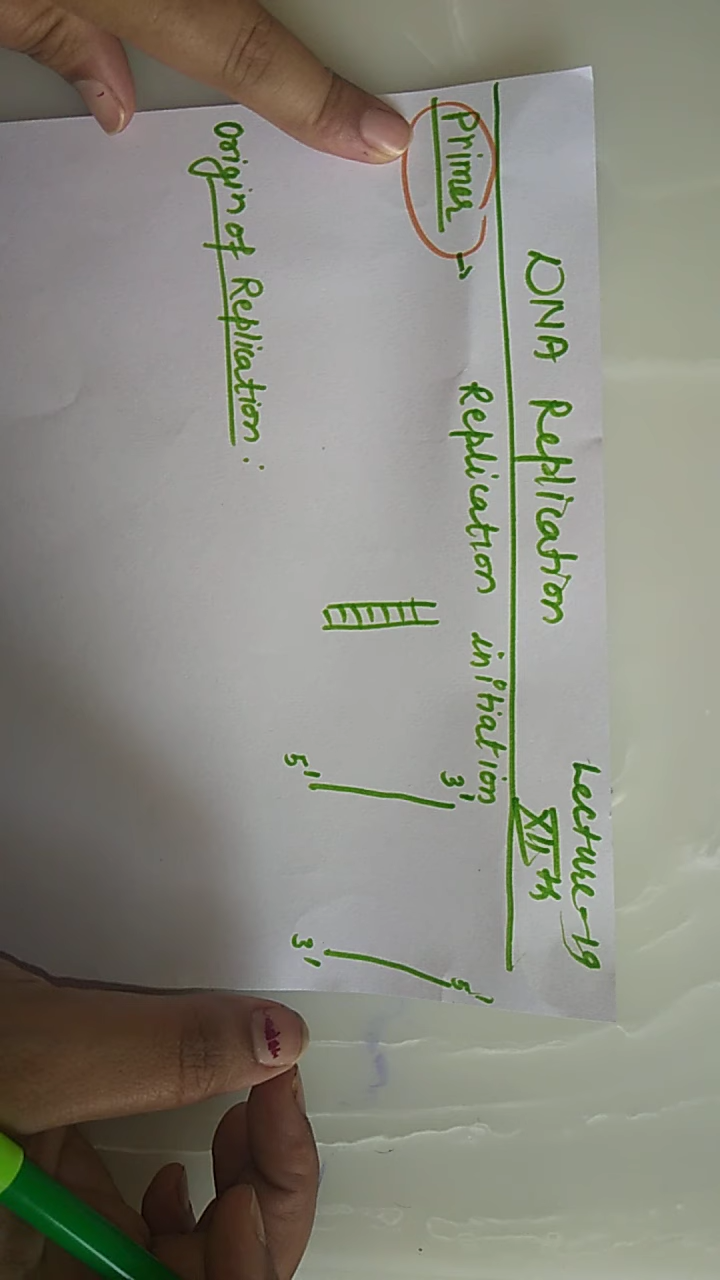 Lecture-19
DNA Replication XII th
Primer → Replication initiation
3' 5'
5' 3'
Origin of Replication: